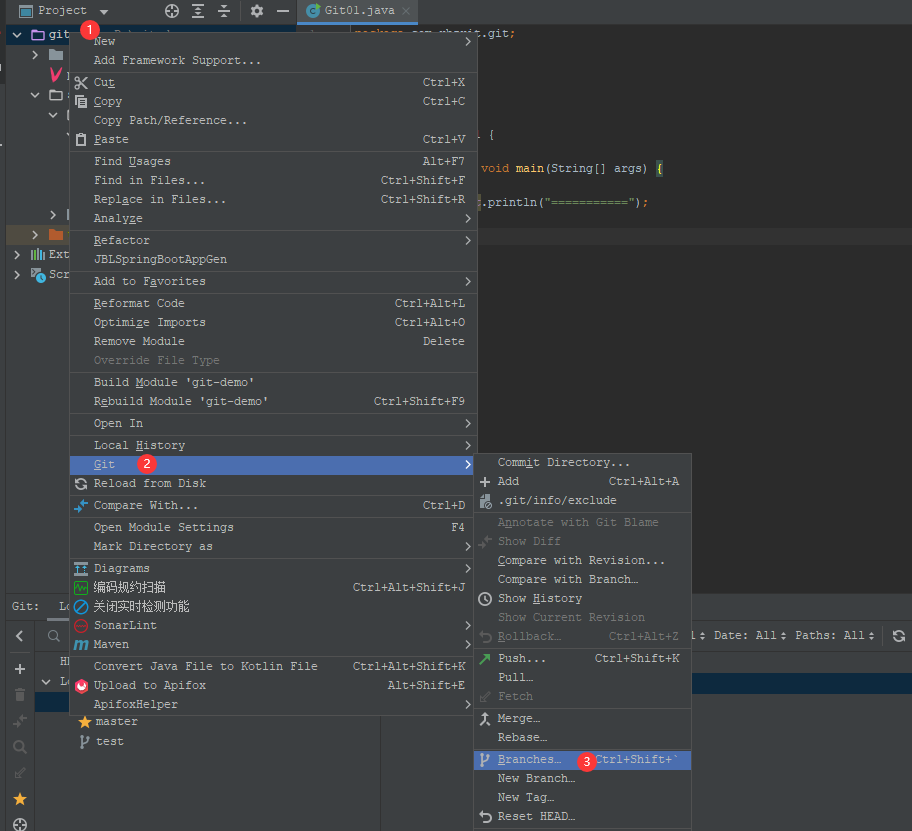 Project
Git01.java
1
git
New
Add Framework Support...
Cut Ctrl+X
Copy Ctrl+C
Copy Path/Reference...
Paste Ctrl+V
Find Usages Alt+F7
Find in Files... Ctrl+Shift+F
Replace in Files... Ctrl+Shift+R
Analyze
Refactor
JBLSpringBootAppGen
Add to Favorites
Reformat Code Ctrl+Alt+L
Optimize Imports Ctrl+Alt+O
Remove Module Delete
Override File Type
Build Module 'git-demo'
Rebuild Module 'git-demo' Ctrl+Shift+F9
Open In
Local History
Git 2
Reload from Disk
Compare With... Ctrl+D
Open Module Settings F4
Mark Directory as
Diagrams
编码规约扫描 Ctrl+Alt+Shift+J
关闭实时检测功能
SonarLint
Maven
Convert Java File to Kotlin File Ctrl+Alt+Shift+K
Upload to Apifox Alt+Shift+E
ApifoxHelper
Ext
Scr
.git;
{
void main(String[] args) {
.println("===========");
Commit Directory...
Add Ctrl+Alt+A
.git/info/exclude
Annotate with Git Blame
Show Diff
Compare with Revision...
Compare with Branch…
Show History
Show Current Revision
Rollback… Ctrl+Alt+Z
Push... Ctrl+Shift+K
Pull...
Fetch
Merge…
Rebase…
Branches… 3 Ctrl+Shift+`
New Branch…
New Tag…
Reset HEAD…
Git: Lo
Date: All Paths: All
HE
Lo
master
test